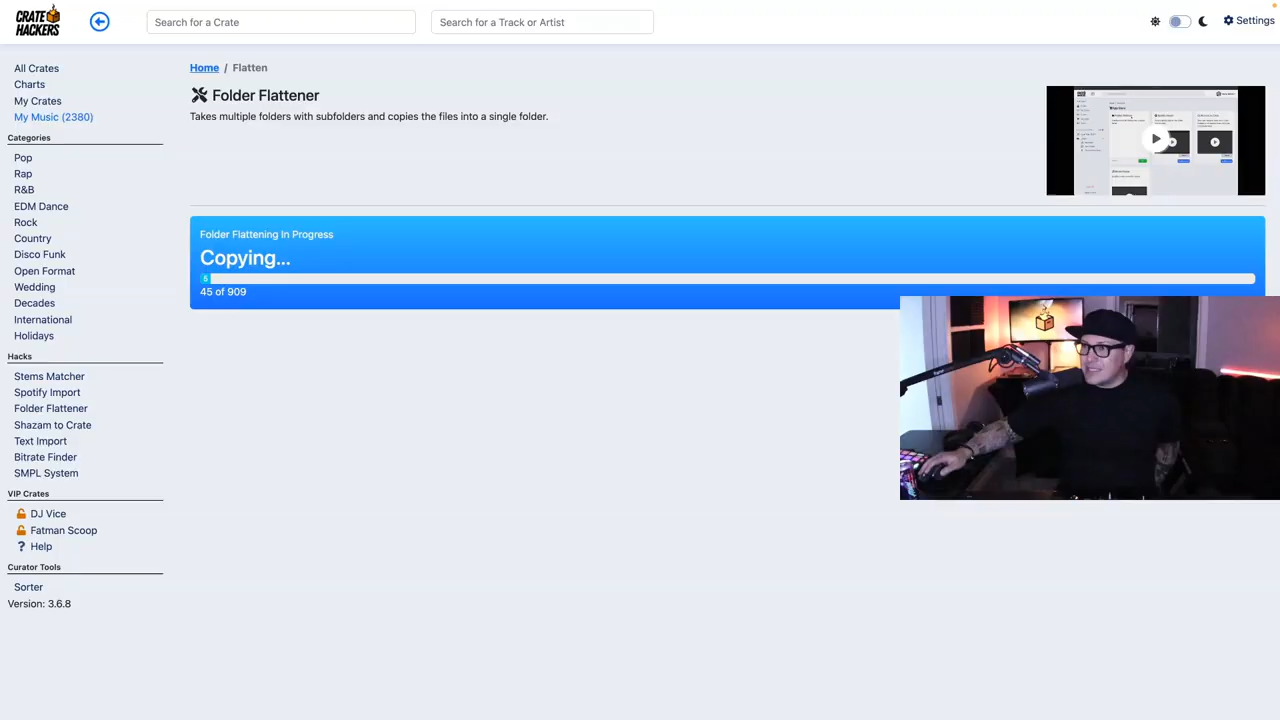 CRATE
HACKERS
Search for a Crate
Search for a Track or Artist
Settings
All Crates
Charts
My Crates
My Music (2380)
Categories
Pop
Rap
R&B
EDM Dance
Rock
Country
Disco Funk
Open Format
Wedding
Decades
International
Holidays
Hacks
Stems Matcher
Spotify Import
Folder Flattener
Shazam to Crate
Text Import
Bitrate Finder
SMPL System
VIP Crates
DJ Vice
Fatman Scoop
? Help
Curator Tools
Sorter
Version: 3.6.8
Home / Flatten
Folder Flattener
Takes multiple folders with subfolders and copies the files into a single folder.
Folder Flattening In Progress
Copying...
5
45 of 909